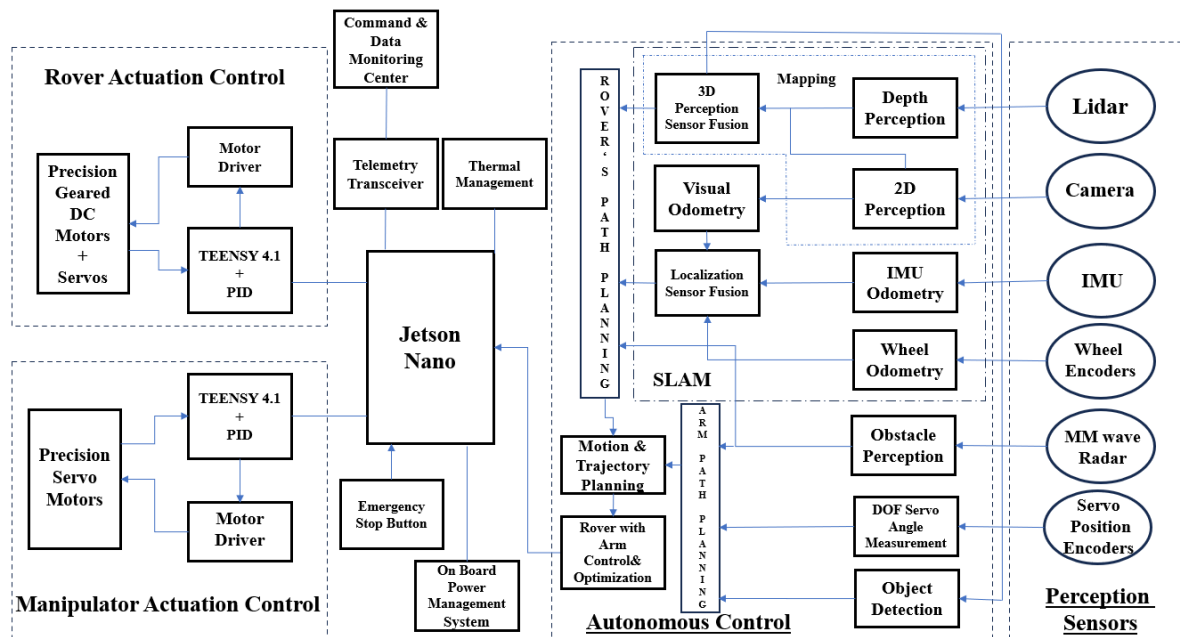 Rover Actuation Control
Precision
Geared
DC
Motors
+
Servos
Motor
Driver
TEENSY 4.1
+
PID
TEENSY 4.1
+
PID
Precision
Servo
Motors
Motor
Driver
Manipulator Actuation Control
Command &
Data
Monitoring
Center
Telemetry
Transceiver
Thermal
Management
Jetson
Nano
Emergency
Stop Button
On Board
Power
Management
System
ROVER'S PATH PLANNING
3D
Perception
Sensor Fusion
Mapping
Depth
Perception
Visual
Odometry
2D
Perception
Localization
Sensor Fusion
IMU
Odometry
Wheel
Odometry
SLAM
ARM PATH PLANNING
Motion &
Trajectory
Planning
Rover with
Arm
Control&
Optimization
Obstacle
Perception
DOF Servo
Angle
Measurement
Object
Detection
Autonomous Control
Lidar
Camera
IMU
Wheel
Encoders
MM wave
Radar
Servo
Position
Encoders
Perception
Sensors